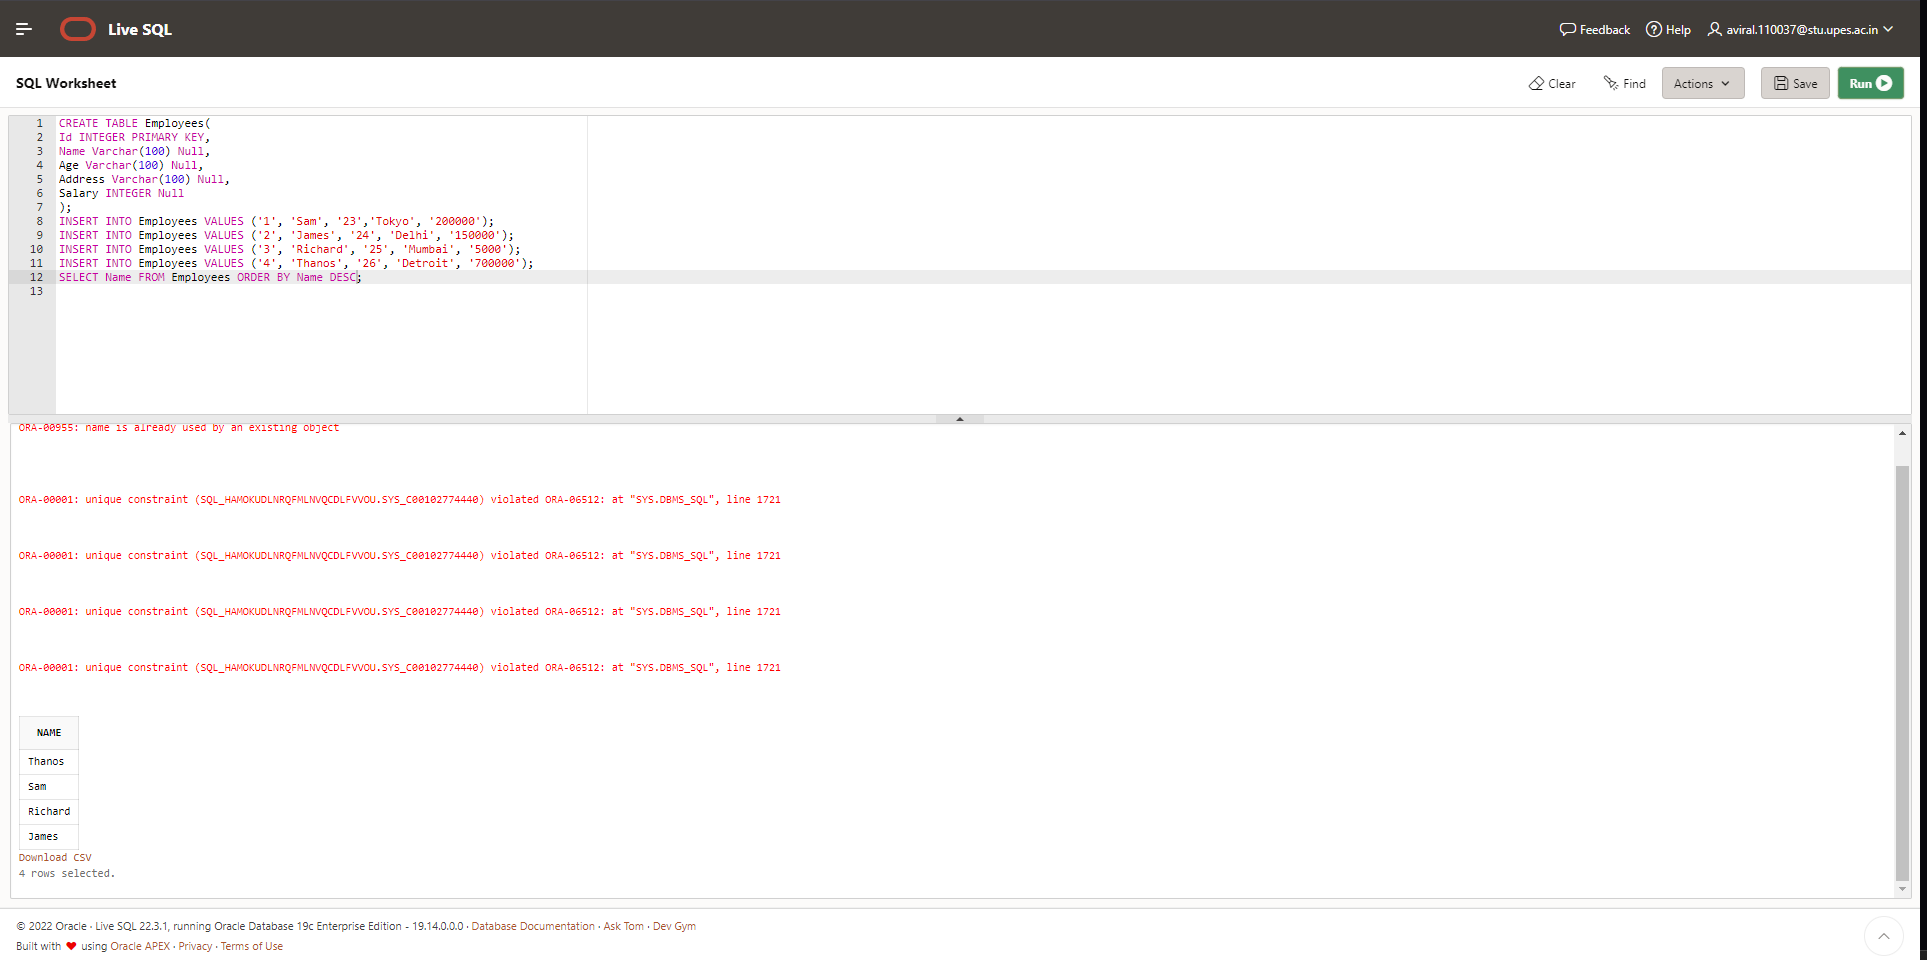 Live SQL
Feedback Help aviral.110037@stu.upes.ac.in
SQL Worksheet
Clear Find Actions Save Run
1 CREATE TABLE Employees(
2 Id INTEGER PRIMARY KEY,
3 Name Varchar(100) Null,
4 Age Varchar(100) Null,
5 Address Varchar(100) Null,
6 Salary INTEGER Null
7 );
8 INSERT INTO Employees VALUES ('1', 'Sam', '23','Tokyo', '200000');
9 INSERT INTO Employees VALUES ('2', 'James', '24', 'Delhi', '150000');
10 INSERT INTO Employees VALUES ('3', 'Richard', '25', 'Mumbai', '5000');
11 INSERT INTO Employees VALUES ('4', 'Thanos', '26', 'Detroit', '700000');
12 SELECT Name FROM Employees ORDER BY Name DESC;
13
ORA-00955: name is already used by an existing object
ORA-00001: unique constraint (SQL_HAMOKUDLNRQFMLNVQCDLFVVOU.SYS_C00102774440) violated ORA-06512: at "SYS.DBMS_SQL", line 1721
ORA-00001: unique constraint (SQL_HAMOKUDLNRQFMLNVQCDLFVVOU.SYS_C00102774440) violated ORA-06512: at "SYS.DBMS_SQL", line 1721
ORA-00001: unique constraint (SQL_HAMOKUDLNRQFMLNVQCDLFVVOU.SYS_C00102774440) violated ORA-06512: at "SYS.DBMS_SQL", line 1721
ORA-00001: unique constraint (SQL_HAMOKUDLNRQFMLNVQCDLFVVOU.SYS_C00102774440) violated ORA-06512: at "SYS.DBMS_SQL", line 1721
NAME
Thanos
Sam
Richard
James
Download CSV
4 rows selected.
© 2022 Oracle · Live SQL 22.3.1, running Oracle Database 19c Enterprise Edition - 19.14.0.0.0 · Database Documentation · Ask Tom · Dev Gym
Built with ❤ using Oracle APEX · Privacy · Terms of Use